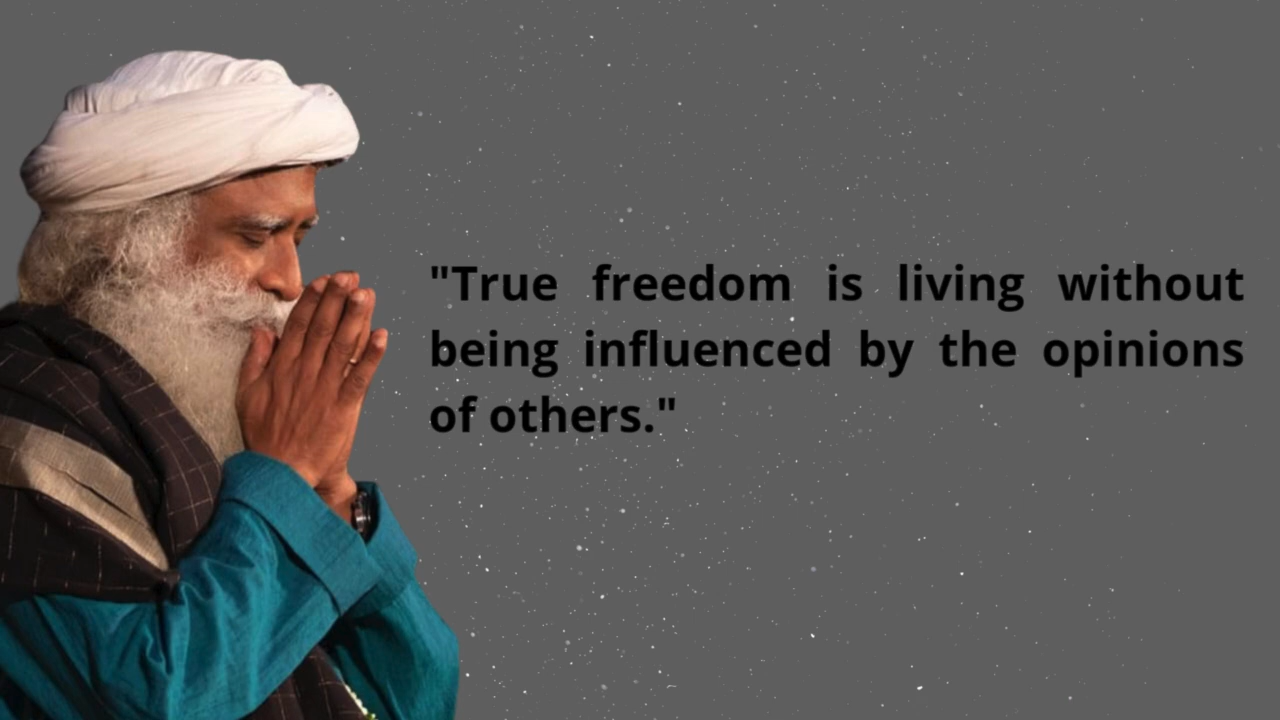 "True freedom is living without
being influenced by the opinions
of others."